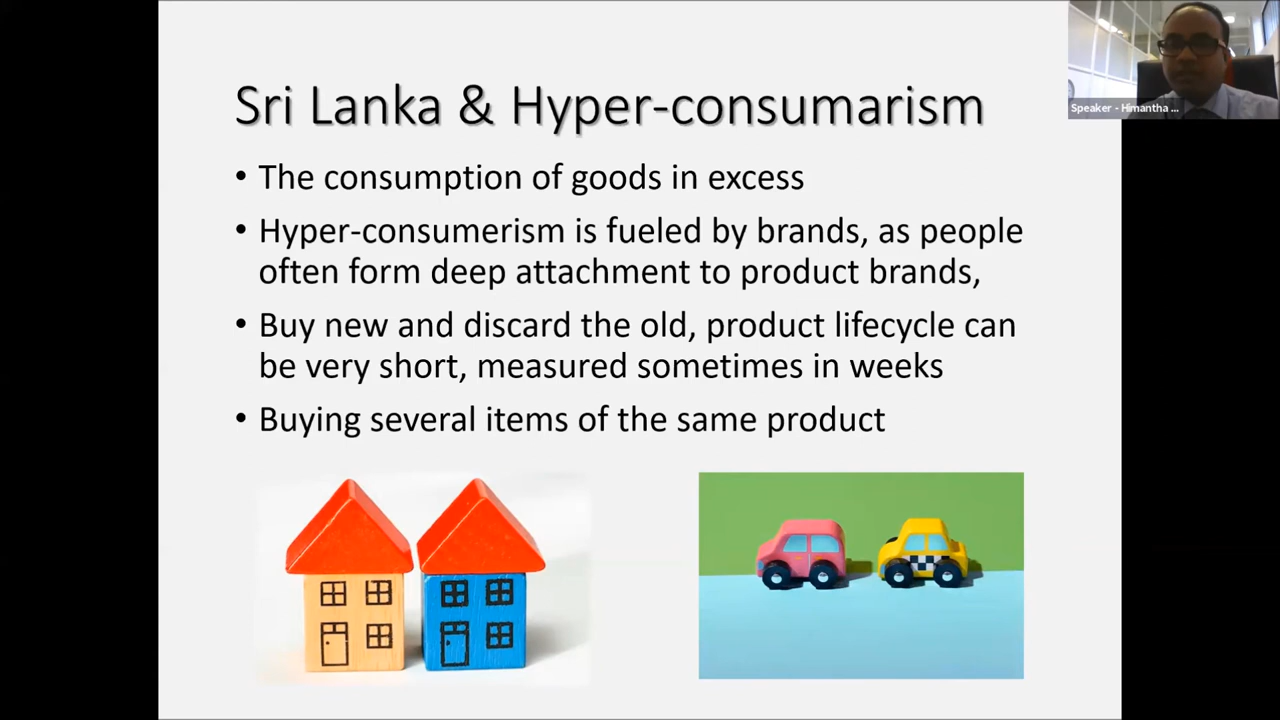 Sri Lanka & Hyper-consumarism
• The consumption of goods in excess
• Hyper-consumerism is fueled by brands, as people
often form deep attachment to product brands,
• Buy new and discard the old, product lifecycle can
be very short, measured sometimes in weeks
• Buying several items of the same product
Speaker - Himantha ...